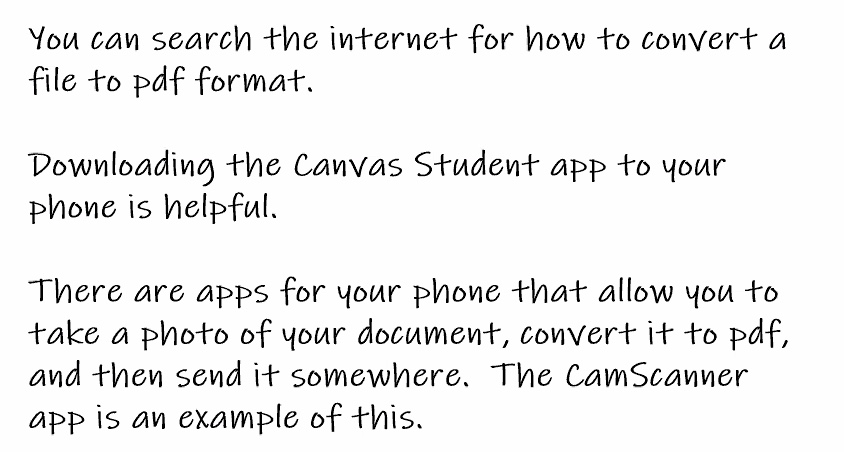 You can search the internet for how to convert a
file to pdf format.
Downloading the Canvas Student app to your
phone is helpful.
There are apps for your phone that allow you to
take a photo of your document, convert it to pdf,
and then send it somewhere.  The CamScanner
app is an example of this.